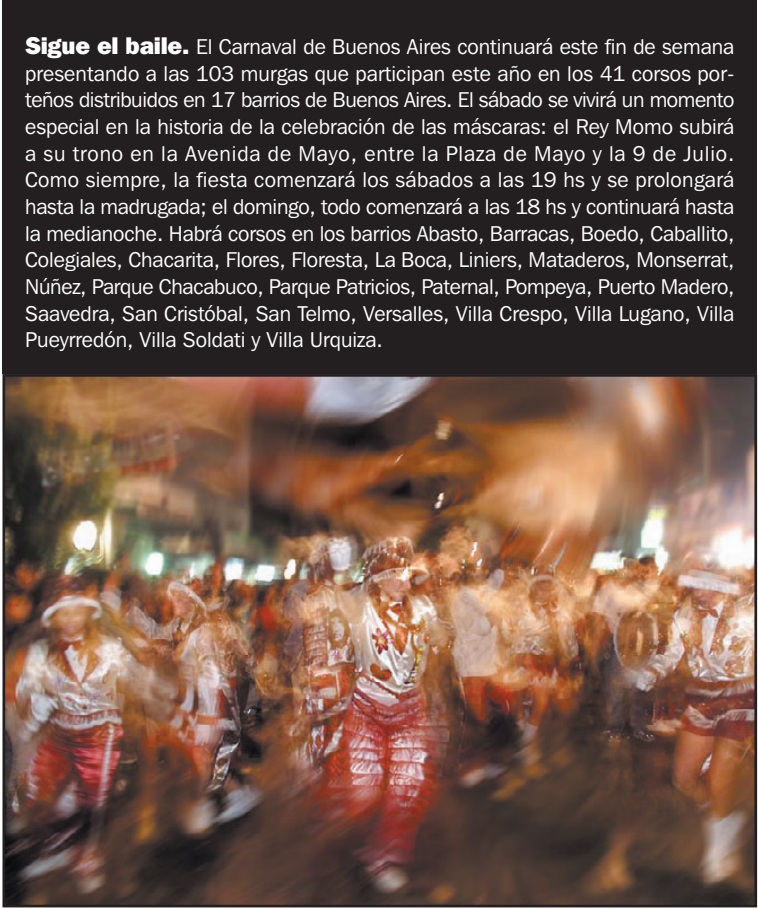 Sigue el baile. El Carnaval de Buenos Aires continuará este fin de semana
presentando a las 103 murgas que participan este año en los 41 corsos por-
teños distribuidos en 17 barrios de Buenos Aires. El sábado se vivirá un momento
especial en la historia de la celebración de las máscaras: el Rey Momo subirá
a su trono en la Avenida de Mayo, entre la Plaza de Mayo y la 9 de Julio.
Como siempre, la fiesta comenzará los sábados a las 19 hs y se prolongará
hasta la madrugada; el domingo, todo comenzará a las 18 hs y continuará hasta
la medianoche. Habrá corsos en los barrios Abasto, Barracas, Boedo, Caballito,
Colegiales, Chacarita, Flores, Floresta, La Boca, Liniers, Mataderos, Monserrat,
Núñez, Parque Chacabuco, Parque Patricios, Paternal, Pompeya, Puerto Madero,
Saavedra, San Cristóbal, San Telmo, Versalles, Villa Crespo, Villa Lugano, Villa
Pueyrredón, Villa Soldati y Villa Urquiza.